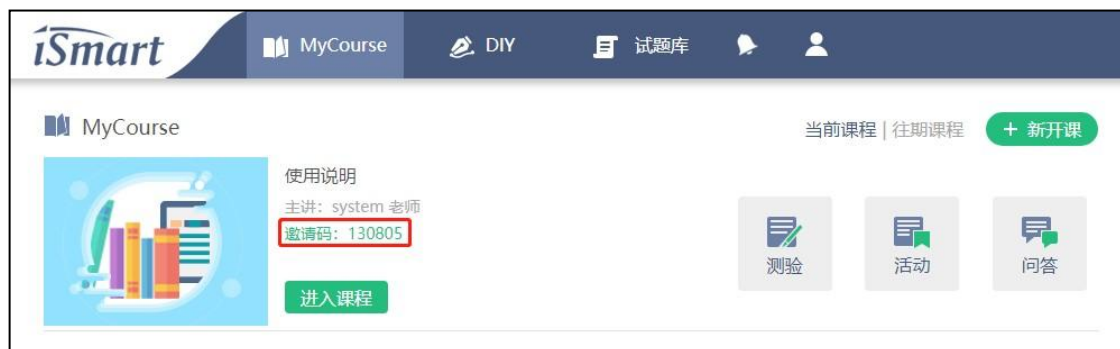 iSmart
MyCourse
DIY
试题库
MyCourse
当前课程 | 往期课程
+ 新开课
使用说明
主讲：system 老师
邀请码：130805
进入课程
测验
活动
问答